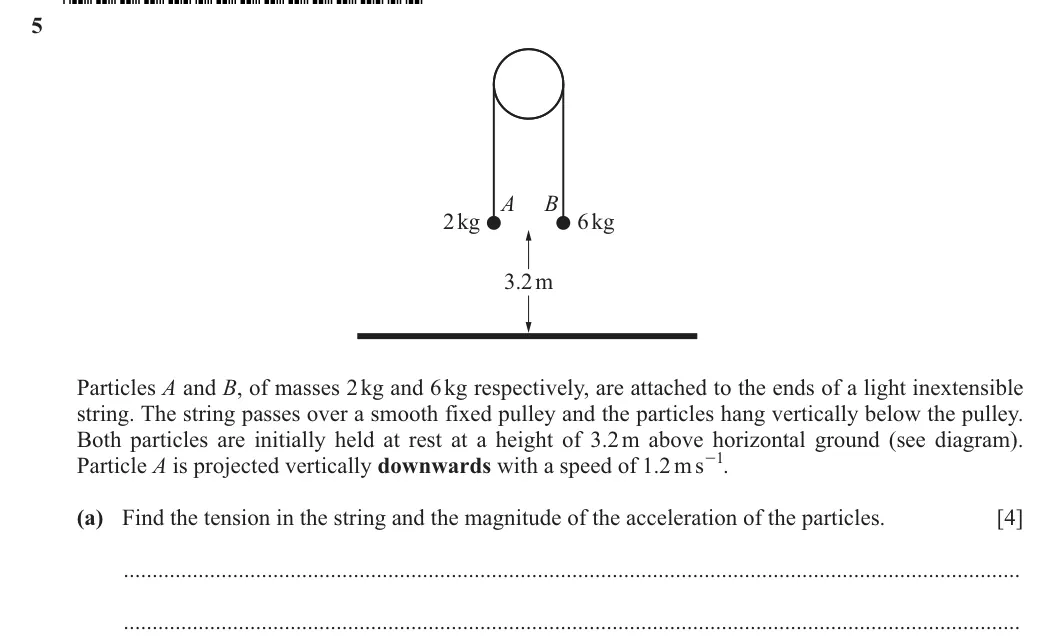 5
A B
2 kg 6 kg
3.2 m
Particles A and B, of masses 2 kg and 6 kg respectively, are attached to the ends of a light inextensible
string. The string passes over a smooth fixed pulley and the particles hang vertically below the pulley.
Both particles are initially held at rest at a height of 3.2 m above horizontal ground (see diagram).
Particle A is projected vertically downwards with a speed of 1.2 m s⁻¹.
(a) Find the tension in the string and the magnitude of the acceleration of the particles. [4]